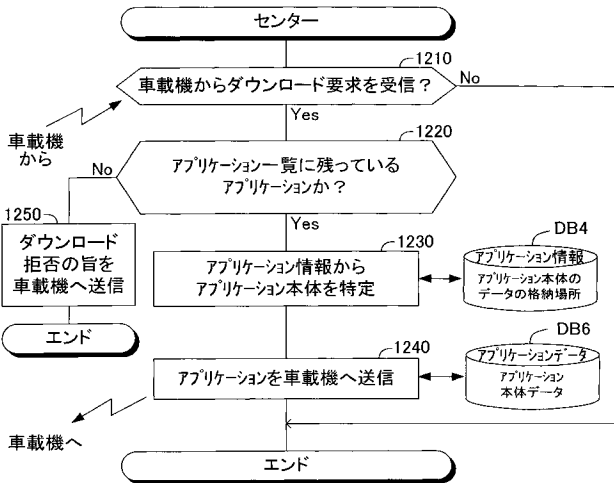 センター
1210
車載機からダウンロード要求を受信？
No
車載機
から
Yes
1220
アプリケーション一覧に残っている
アプリケーションか？
No
Yes
1250
ダウンロード
拒否の旨を
車載機へ送信
エンド
1230
アプリケーション情報から
アプリケーション本体を特定
DB4
アプリケーション情報
アプリケーション本体の
データの格納場所
1240
アプリケーションを車載機へ送信
DB6
アプリケーションデータ
アプリケーション
本体データ
車載機へ
エンド